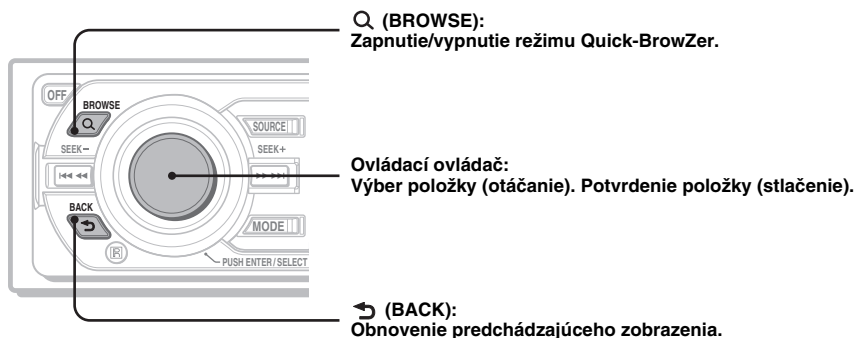 (BROWSE):
Zapnutie/vypnutie režimu Quick-BrowZer.
OFF
BROWSE
SOURCE
SEEK–
SEEK+
Ovládací ovládač:
Výber položky (otáčanie). Potvrdenie položky (stlačenie).
BACK
MODE
R
PUSH ENTER / SELECT
(BACK):
Obnovenie predchádzajúceho zobrazenia.